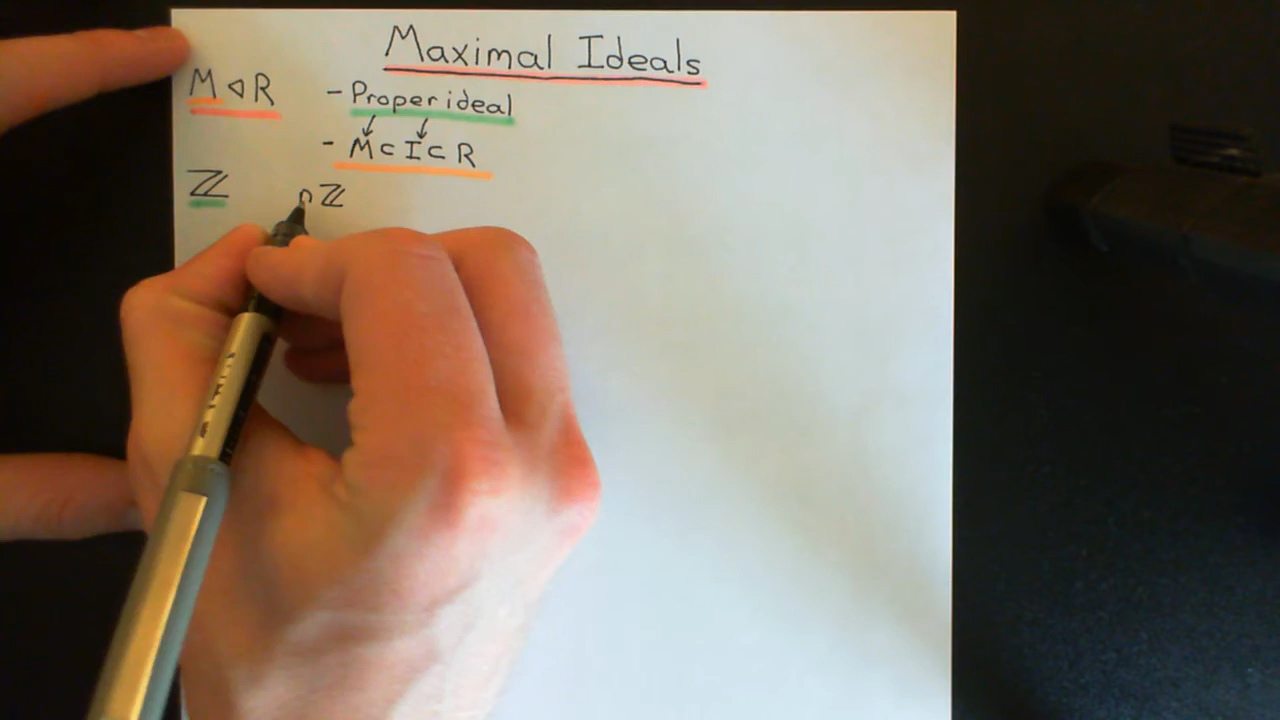 Maximal Ideals
M ◁ R - Proper ideal
- M ⊂ I ⊂ R
ℤ nℤ